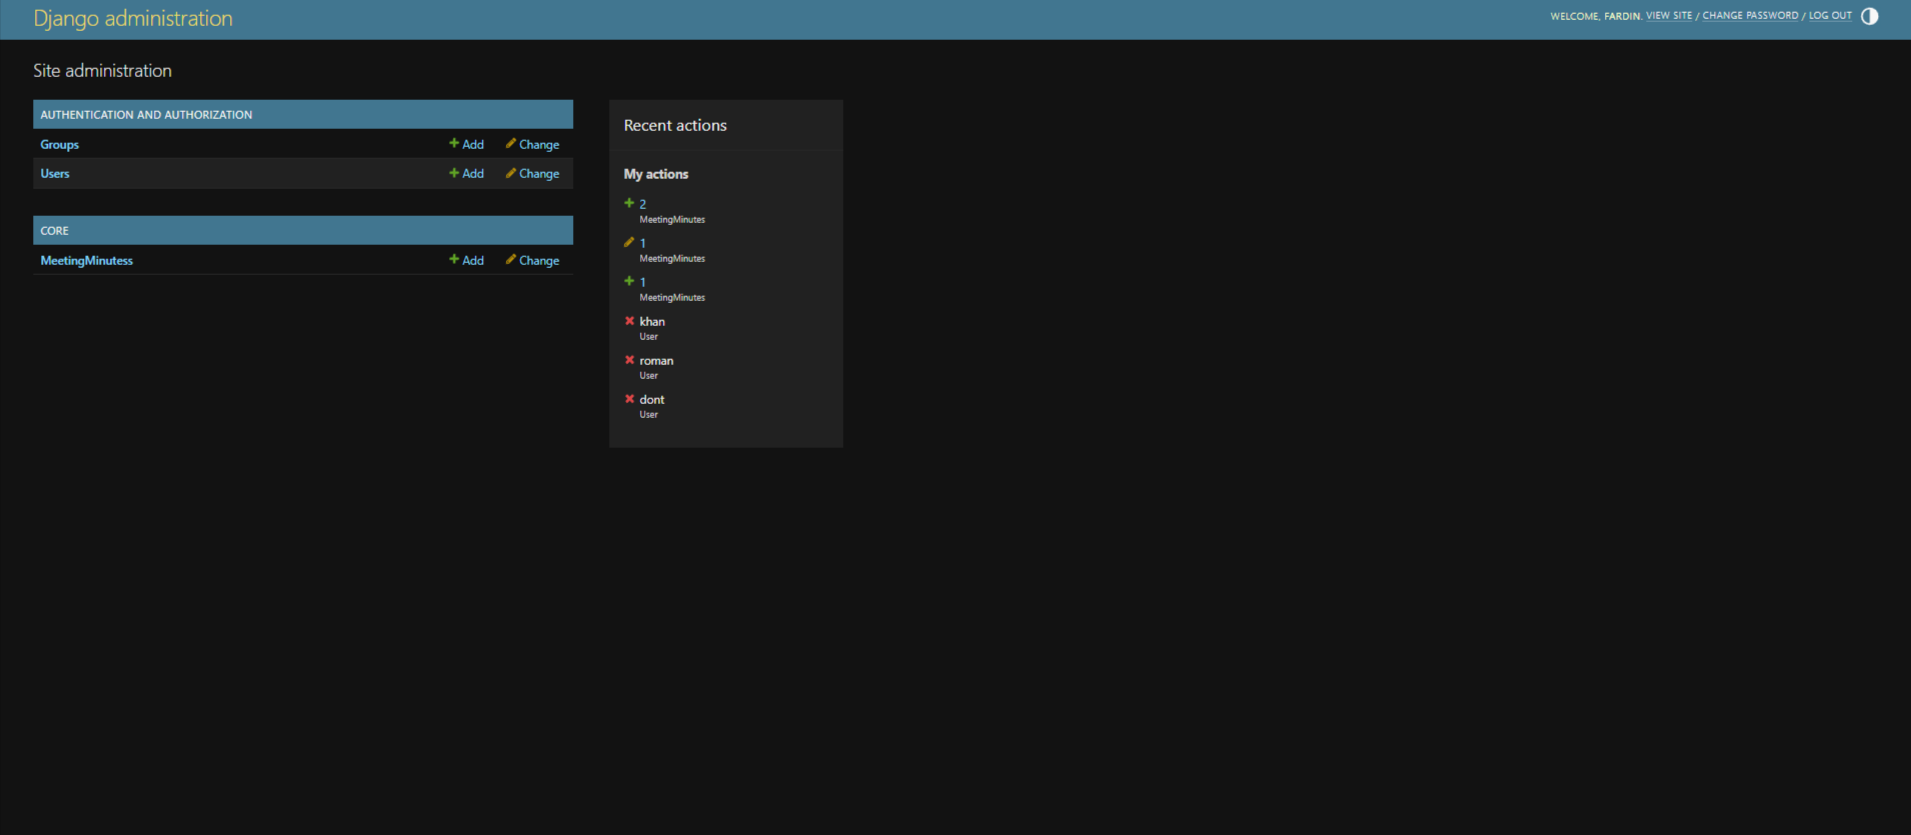 Django administration
WELCOME, FARDIN. VIEW SITE / CHANGE PASSWORD / LOG OUT
Site administration
AUTHENTICATION AND AUTHORIZATION
Groups Add Change
Users Add Change
CORE
MeetingMinutess Add Change
Recent actions
My actions
2
MeetingMinutes
1
MeetingMinutes
1
MeetingMinutes
khan
User
roman
User
dont
User